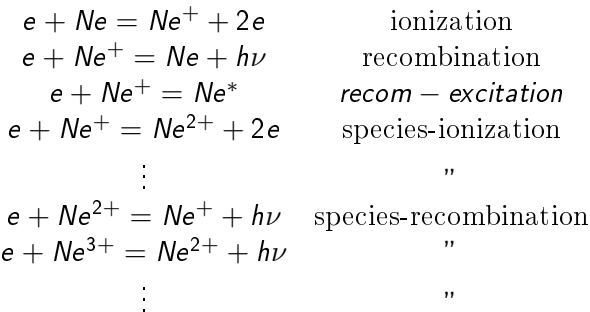 e + Ne = Ne⁺ + 2e ionization
e + Ne⁺ = Ne + hν recombination
e + Ne⁺ = Ne* recom − excitation
e + Ne⁺ = Ne²⁺ + 2e species-ionization
⋮ "
e + Ne²⁺ = Ne⁺ + hν species-recombination
e + Ne³⁺ = Ne²⁺ + hν "
⋮ "